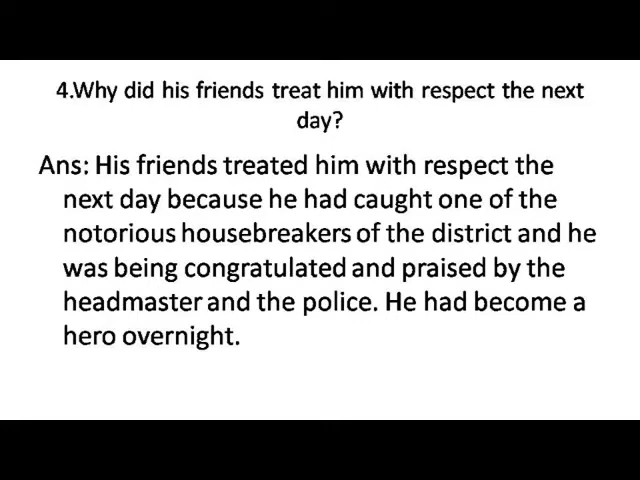 4.Why did his friends treat him with respect the next
day?
Ans: His friends treated him with respect the
next day because he had caught one of the
notorious housebreakers of the district and he
was being congratulated and praised by the
headmaster and the police. He had become a
hero overnight.